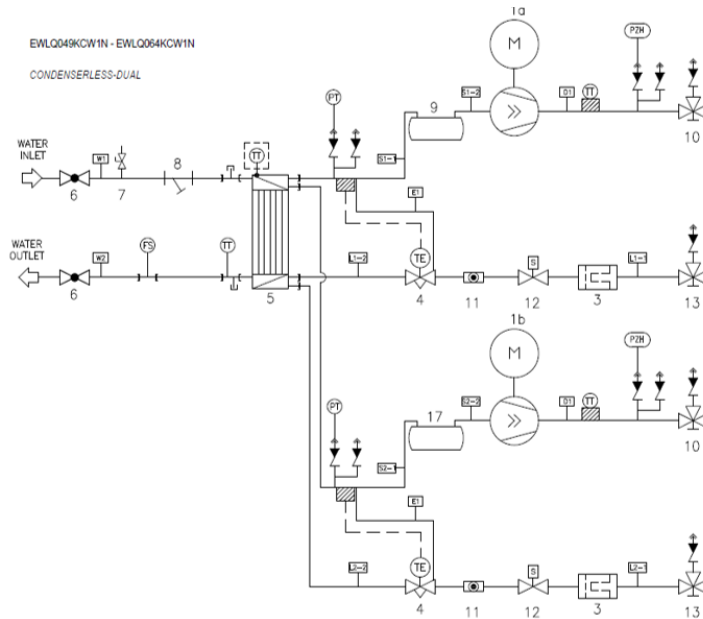 1a
EWLQ049KCW1N - EWLQ064KCW1N
M
PZH
CONDENSERLESS-DUAL
9
S1-2
D1
TT
PT
10
WATER
INLET
W1
8
TT
S1-1
6
7
E1
WATER
OUTLET
W2
FS
TT
L1-2
TE
S
L1-1
6
5
4
11
12
3
13
1b
M
PZH
17
S2-2
D1
TT
PT
10
S2-1
E1
L2-2
TE
S
L2-1
4
11
12
3
13